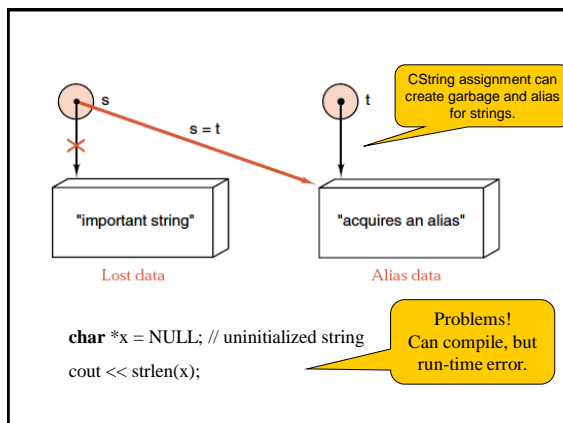 s
t
CString assignment can
create garbage and alias
for strings.
s = t
"important string"
"acquires an alias"
Lost data
Alias data
char *x = NULL; // uninitialized string
cout << strlen(x);
Problems!
Can compile, but
run-time error.